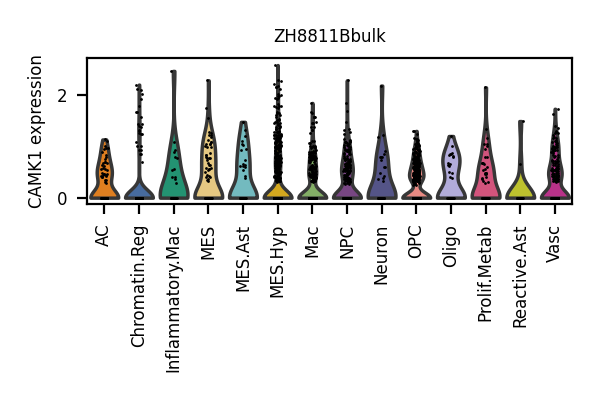 ZH8811Bbulk
CAMK1 expression
2
0
AC
Chromatin.Reg
Inflammatory.Mac
MES
MES.Ast
MES.Hyp
Mac
NPC
Neuron
OPC
Oligo
Prolif.Metab
Reactive.Ast
Vasc